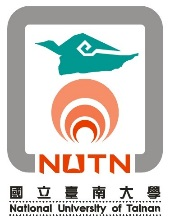 NUTN
國立臺南大學
National University of Tainan